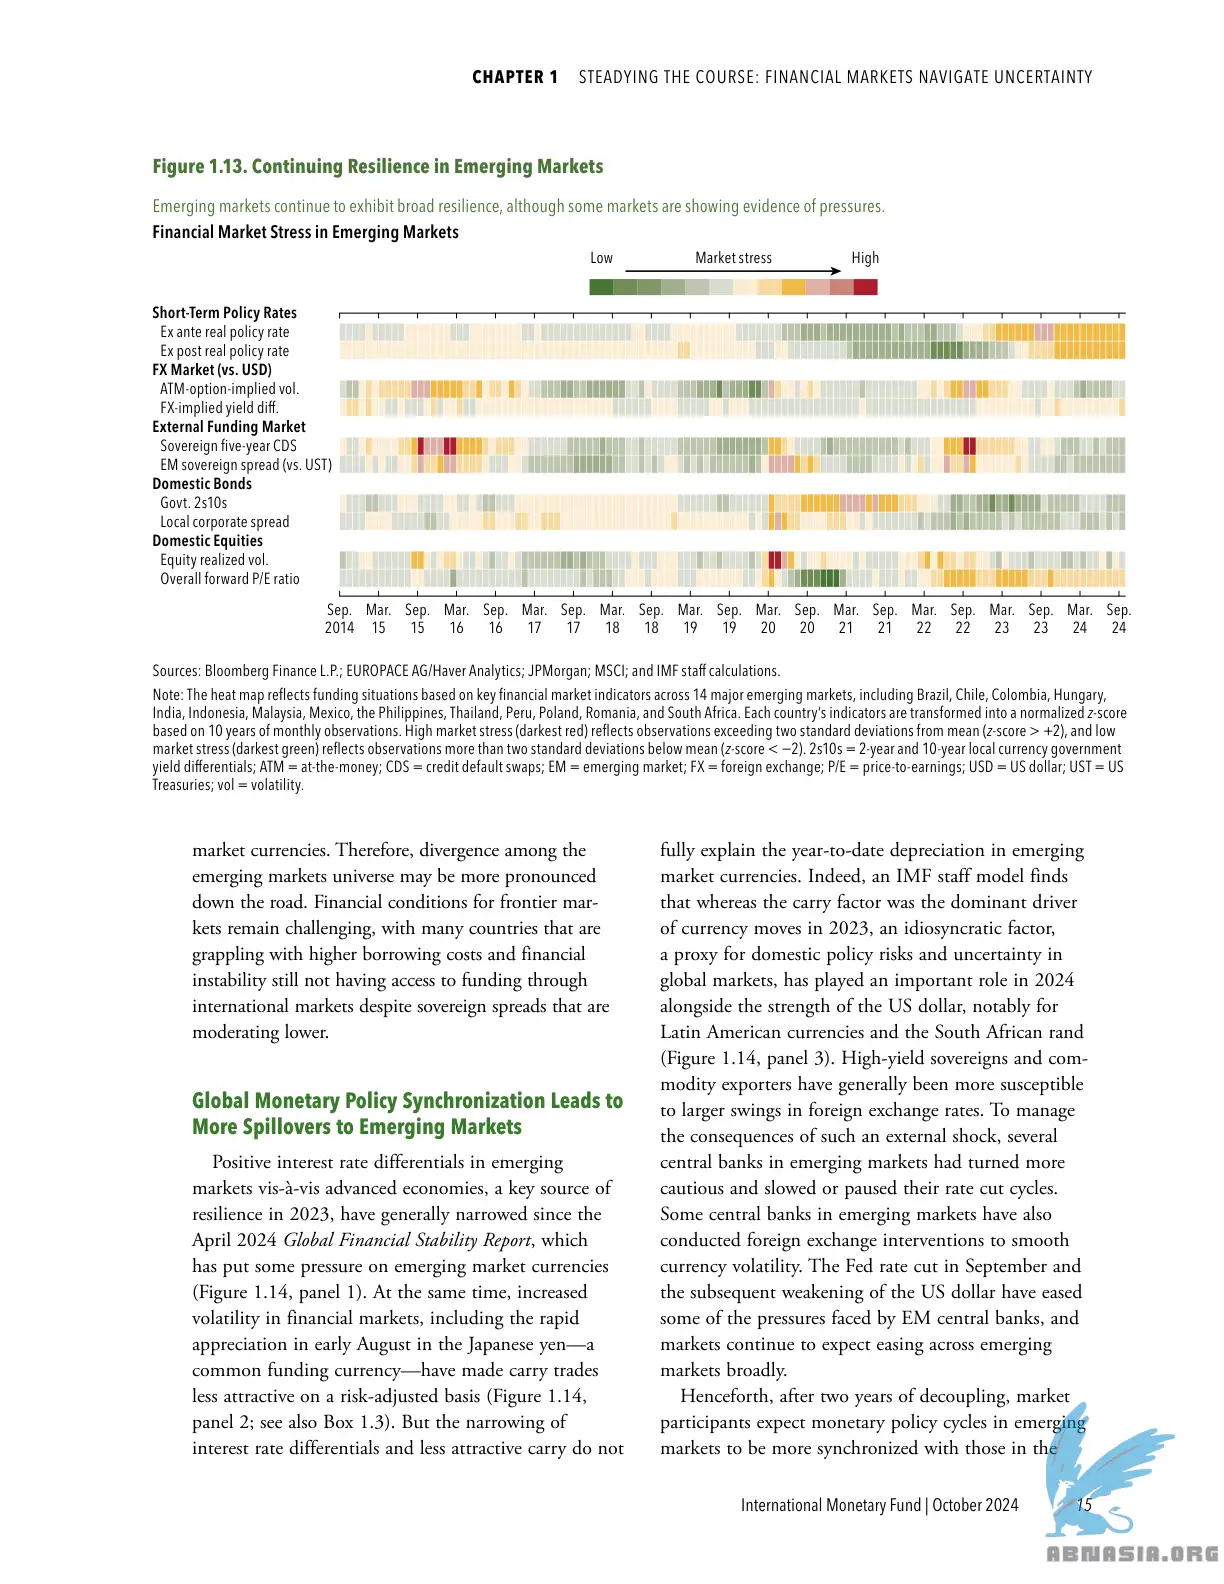 CHAPTER 1 STEADYING THE COURSE: FINANCIAL MARKETS NAVIGATE UNCERTAINTY
Figure 1.13. Continuing Resilience in Emerging Markets
Emerging markets continue to exhibit broad resilience, although some markets are showing evidence of pressures.
Financial Market Stress in Emerging Markets
Low Market stress High
Short-Term Policy Rates
Ex ante real policy rate
Ex post real policy rate
FX Market (vs. USD)
ATM-option-implied vol.
FX-implied yield diff.
External Funding Market
Sovereign five-year CDS
EM sovereign spread (vs. UST)
Domestic Bonds
Govt. 2s10s
Local corporate spread
Domestic Equities
Equity realized vol.
Overall forward P/E ratio
Sep. Mar. Sep. Mar. Sep. Mar. Sep. Mar. Sep. Mar. Sep. Mar. Sep. Mar. Sep. Mar. Sep. Mar. Sep. Mar. Sep.
2014 15 15 16 16 17 17 18 18 19 19 20 20 21 21 22 22 23 23 24 24
Sources: Bloomberg Finance L.P.; EUROPACE AG/Haver Analytics; JPMorgan; MSCI; and IMF staff calculations.
Note: The heat map reflects funding situations based on key financial market indicators across 14 major emerging markets, including Brazil, Chile, Colombia, Hungary,
India, Indonesia, Malaysia, Mexico, the Philippines, Thailand, Peru, Poland, Romania, and South Africa. Each country's indicators are transformed into a normalized z-score
based on 10 years of monthly observations. High market stress (darkest red) reflects observations exceeding two standard deviations from mean (z-score > +2), and low
market stress (darkest green) reflects observations more than two standard deviations below mean (z-score < −2). 2s10s = 2-year and 10-year local currency government
yield differentials; ATM = at-the-money; CDS = credit default swaps; EM = emerging market; FX = foreign exchange; P/E = price-to-earnings; USD = US dollar; UST = US
Treasuries; vol = volatility.
market currencies. Therefore, divergence among the
emerging markets universe may be more pronounced
down the road. Financial conditions for frontier mar-
kets remain challenging, with many countries that are
grappling with higher borrowing costs and financial
instability still not having access to funding through
international markets despite sovereign spreads that are
moderating lower.
Global Monetary Policy Synchronization Leads to
More Spillovers to Emerging Markets
Positive interest rate differentials in emerging
markets vis-à-vis advanced economies, a key source of
resilience in 2023, have generally narrowed since the
April 2024 Global Financial Stability Report, which
has put some pressure on emerging market currencies
(Figure 1.14, panel 1). At the same time, increased
volatility in financial markets, including the rapid
appreciation in early August in the Japanese yen—a
common funding currency—have made carry trades
less attractive on a risk-adjusted basis (Figure 1.14,
panel 2; see also Box 1.3). But the narrowing of
interest rate differentials and less attractive carry do not
fully explain the year-to-date depreciation in emerging
market currencies. Indeed, an IMF staff model finds
that whereas the carry factor was the dominant driver
of currency moves in 2023, an idiosyncratic factor,
a proxy for domestic policy risks and uncertainty in
global markets, has played an important role in 2024
alongside the strength of the US dollar, notably for
Latin American currencies and the South African rand
(Figure 1.14, panel 3). High-yield sovereigns and com-
modity exporters have generally been more susceptible
to larger swings in foreign exchange rates. To manage
the consequences of such an external shock, several
central banks in emerging markets had turned more
cautious and slowed or paused their rate cut cycles.
Some central banks in emerging markets have also
conducted foreign exchange interventions to smooth
currency volatility. The Fed rate cut in September and
the subsequent weakening of the US dollar have eased
some of the pressures faced by EM central banks, and
markets continue to expect easing across emerging
markets broadly.
Henceforth, after two years of decoupling, market
participants expect monetary policy cycles in emerging
markets to be more synchronized with those in the
International Monetary Fund | October 2024 15
ABNASIA.ORG